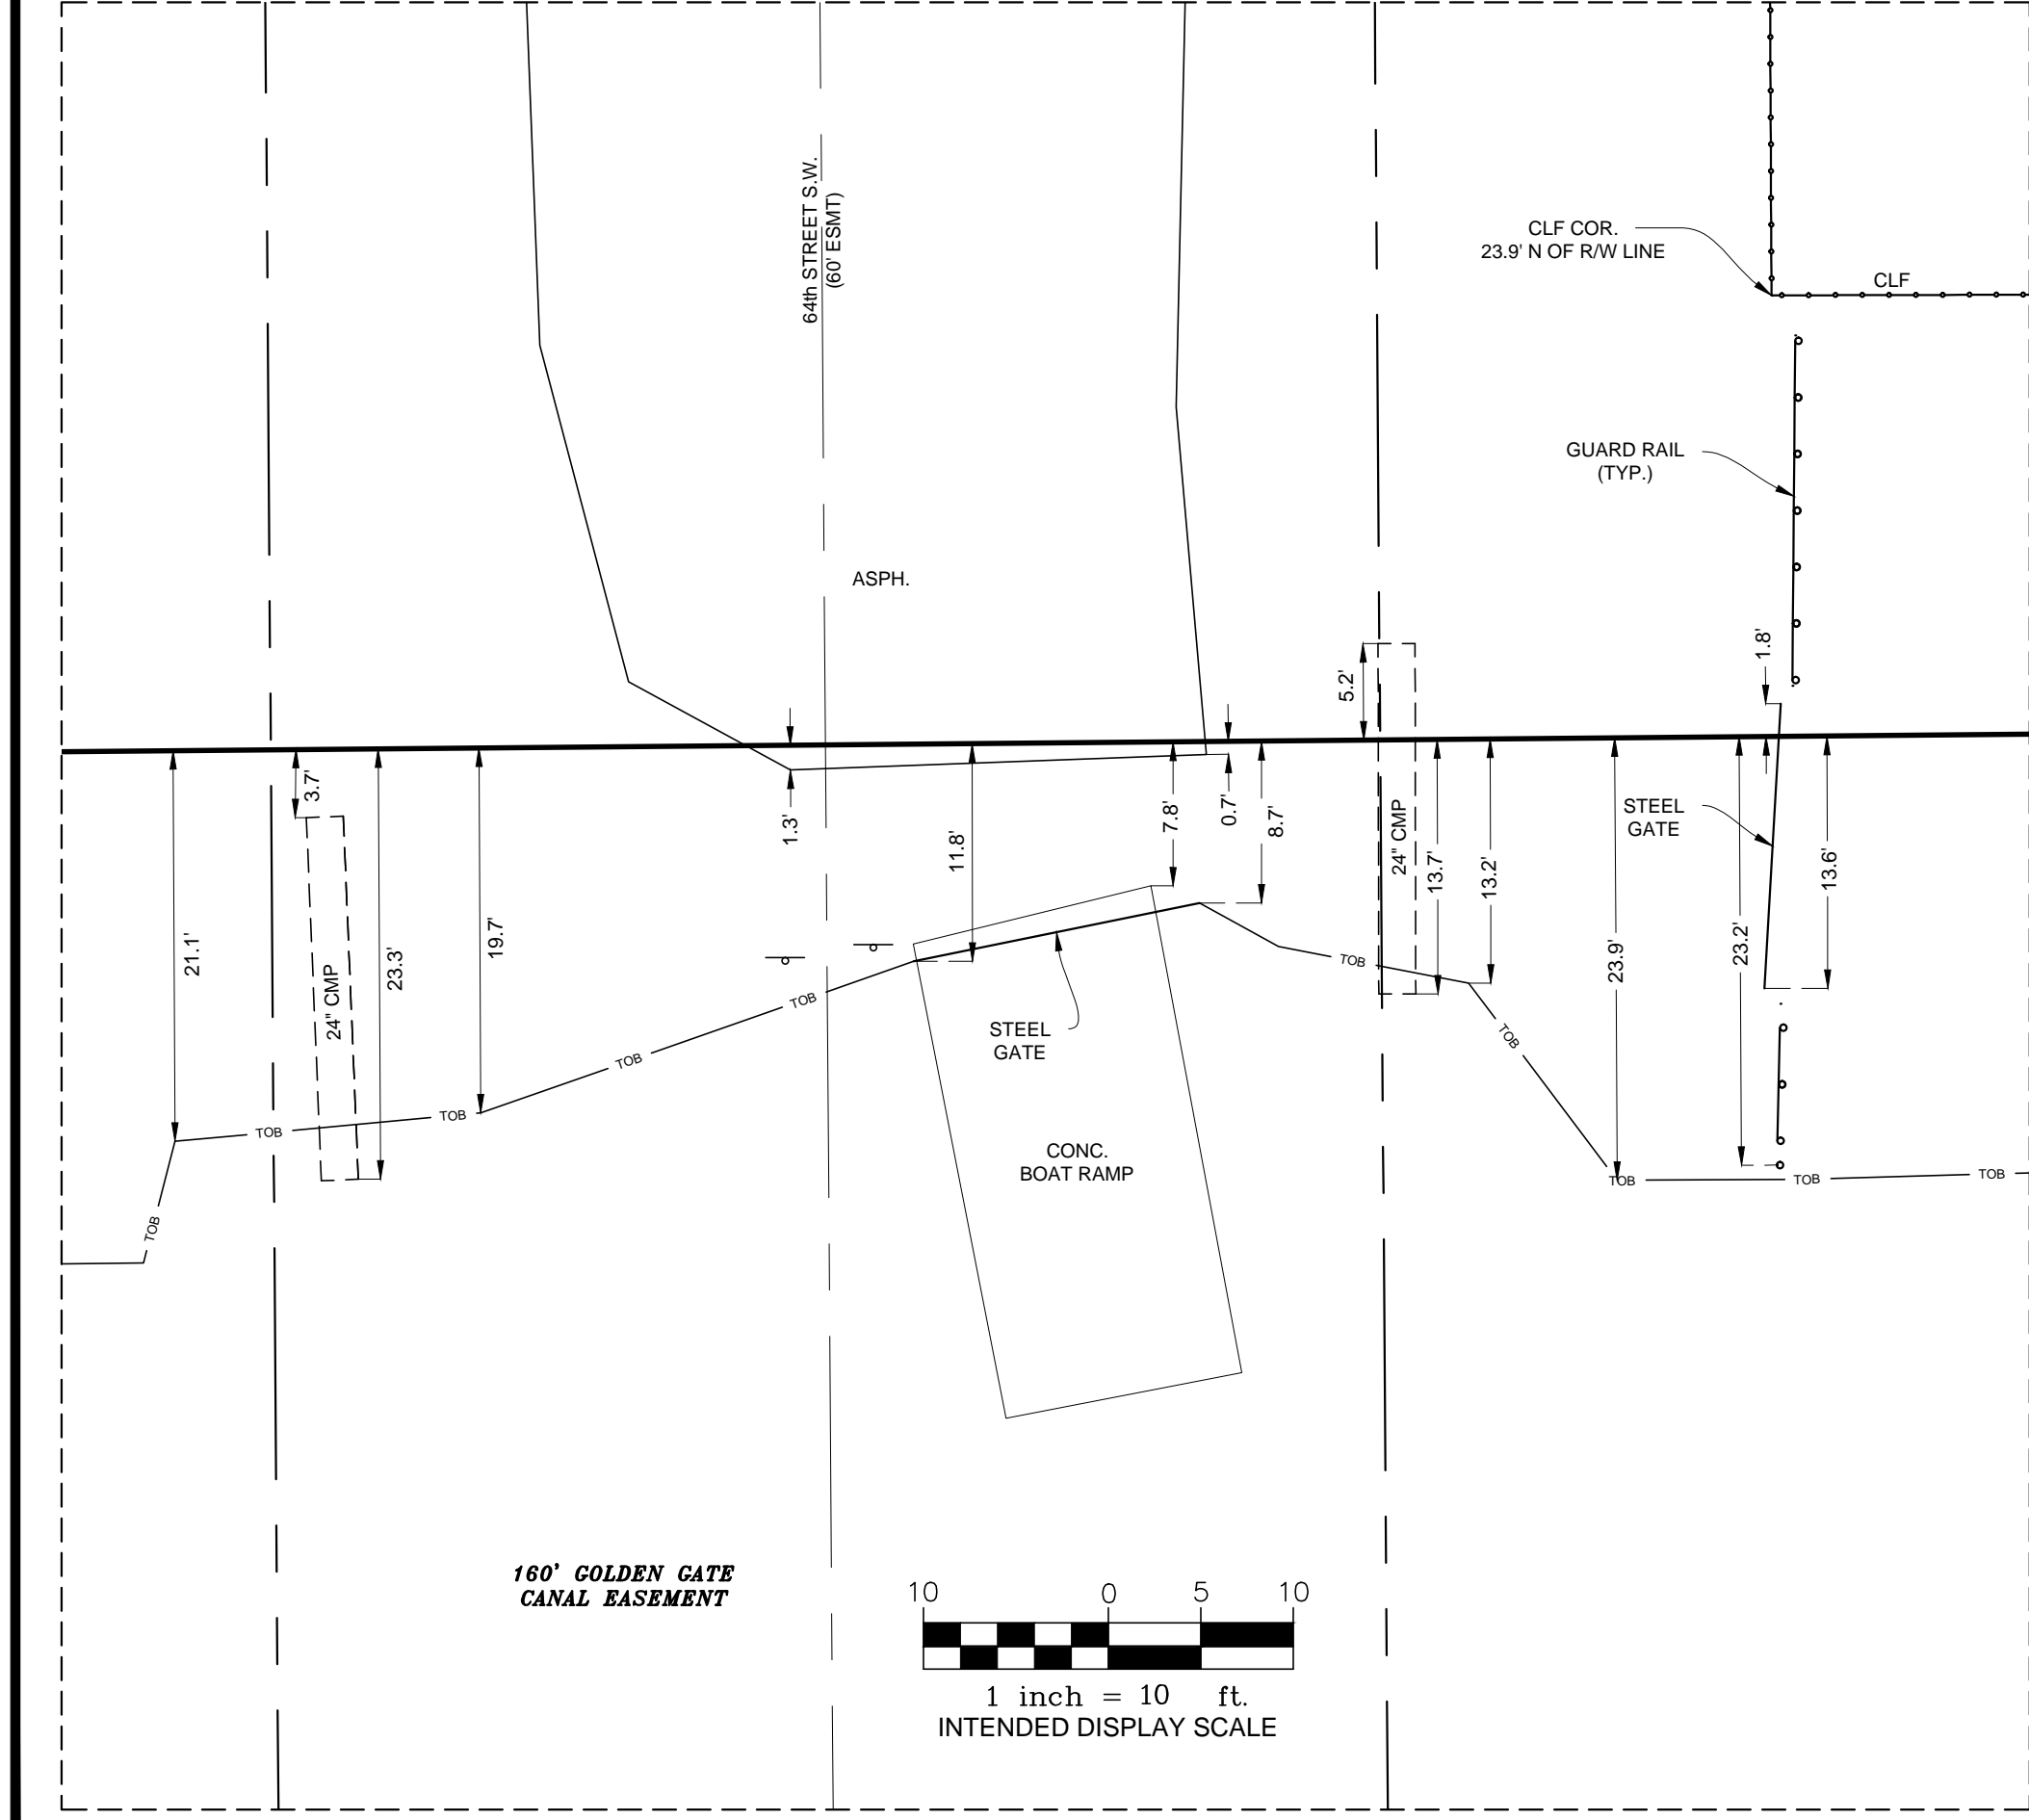 64th STREET S.W.
(60' ESMT)
CLF COR.
23.9' N OF R/W LINE
CLF
GUARD RAIL
(TYP.)
ASPH.
1.8'
5.2'
3.7'
1.3'
11.8'
7.8'
0.7'
8.7'
24" CMP
13.7'
13.2'
STEEL
GATE
13.6'
21.1'
24" CMP
23.3'
19.7'
23.9'
23.2'
TOB
TOB
TOB
TOB
STEEL
GATE
TOB
TOB
TOB
CONC.
BOAT RAMP
TOB
TOB
TOB
160' GOLDEN GATE
CANAL EASEMENT
10 0 5 10
1 inch = 10 ft.
INTENDED DISPLAY SCALE